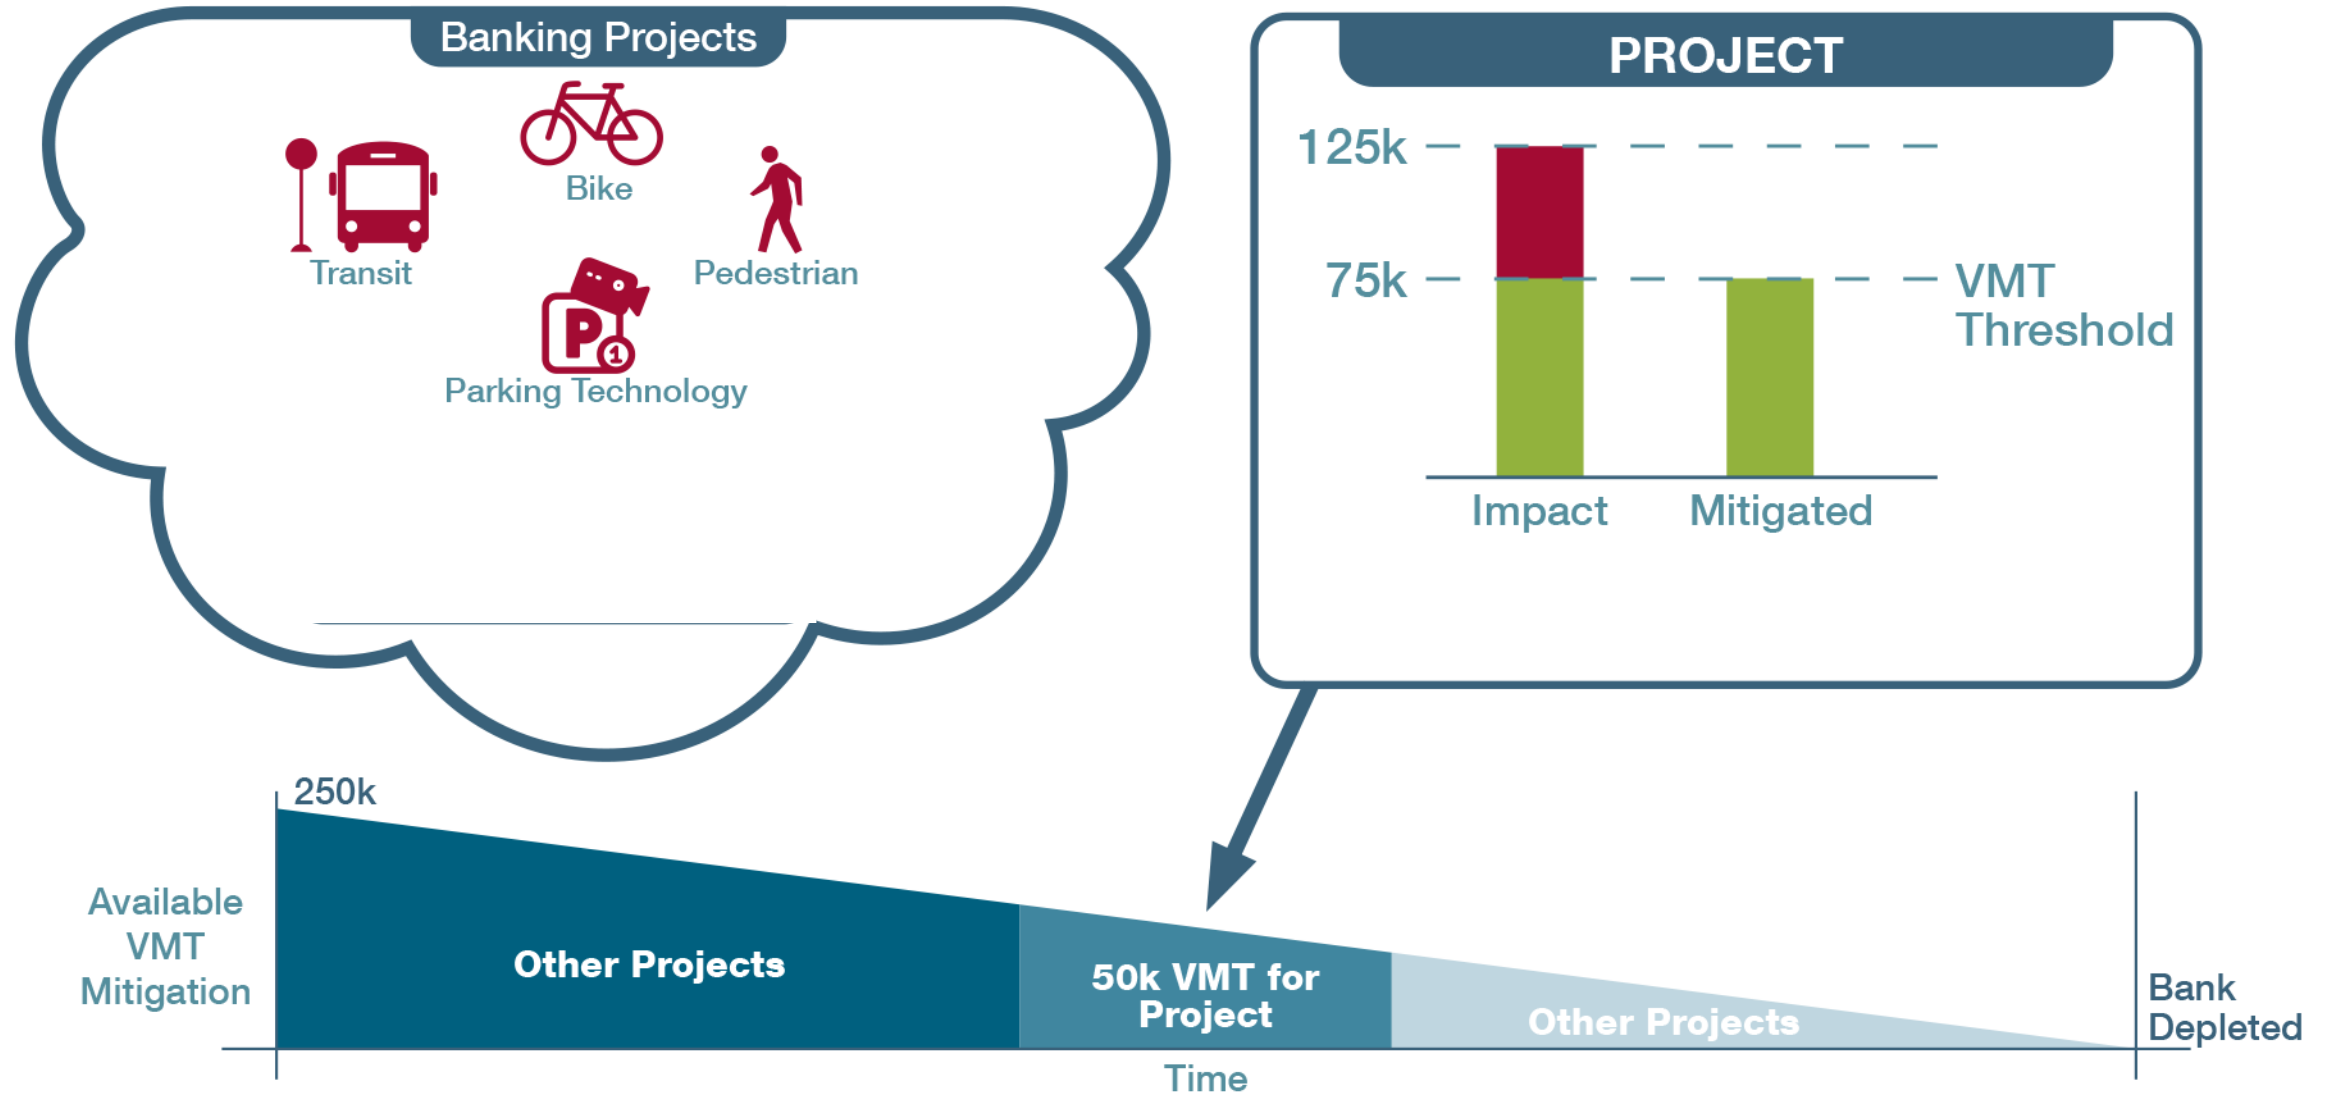 Banking Projects
Bike
Transit
Pedestrian
P
1
Parking Technology
PROJECT
125k
75k
VMT
Threshold
Impact
Mitigated
250k
Available
VMT
Mitigation
Other Projects
50k VMT for
Project
Other Projects
Bank
Depleted
Time